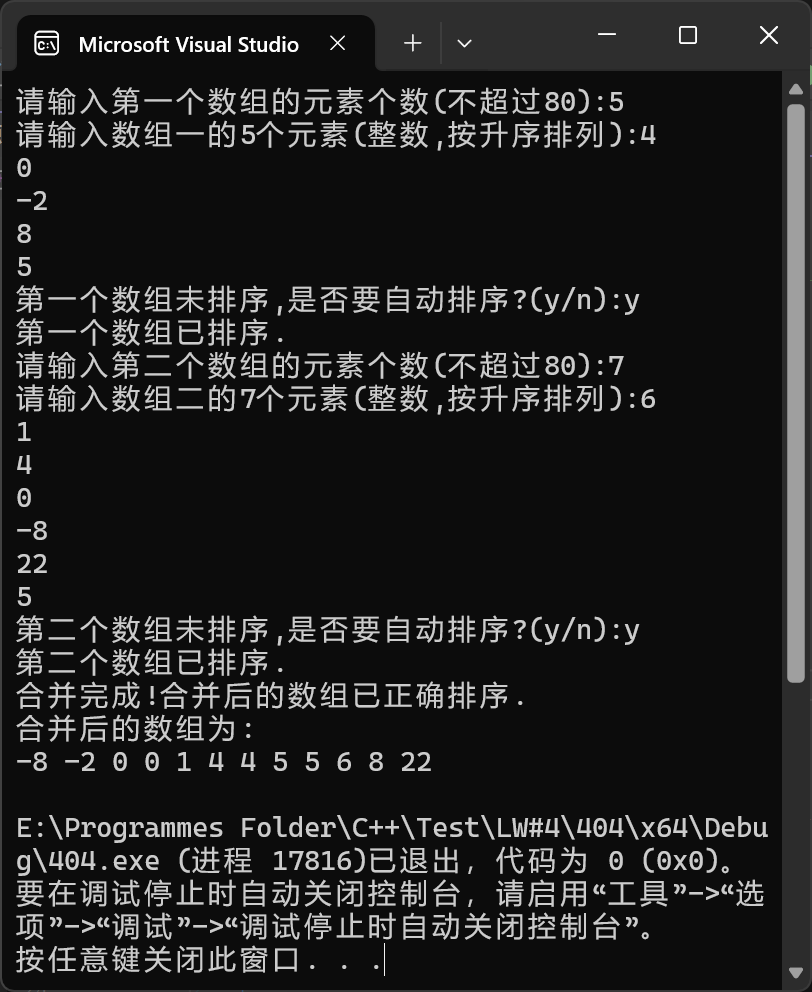 Microsoft Visual Studio
请输入第一个数组的元素个数(不超过80):5
请输入数组一的5个元素(整数,按升序排列):4
0
-2
8
5
第一个数组未排序,是否要自动排序?(y/n):y
第一个数组已排序.
请输入第二个数组的元素个数(不超过80):7
请输入数组二的7个元素(整数,按升序排列):6
1
4
0
-8
22
5
第二个数组未排序,是否要自动排序?(y/n):y
第二个数组已排序.
合并完成!合并后的数组已正确排序.
合并后的数组为:
-8 -2 0 0 1 4 4 5 5 6 8 22
E:\Programmes Folder\C++\Test\LW#4\404\x64\Debu
g\404.exe (进程 17816)已退出，代码为 0 (0x0)。
要在调试停止时自动关闭控制台，请启用“工具”->“选
项”->“调试”->“调试停止时自动关闭控制台”。
按任意键关闭此窗口. . .